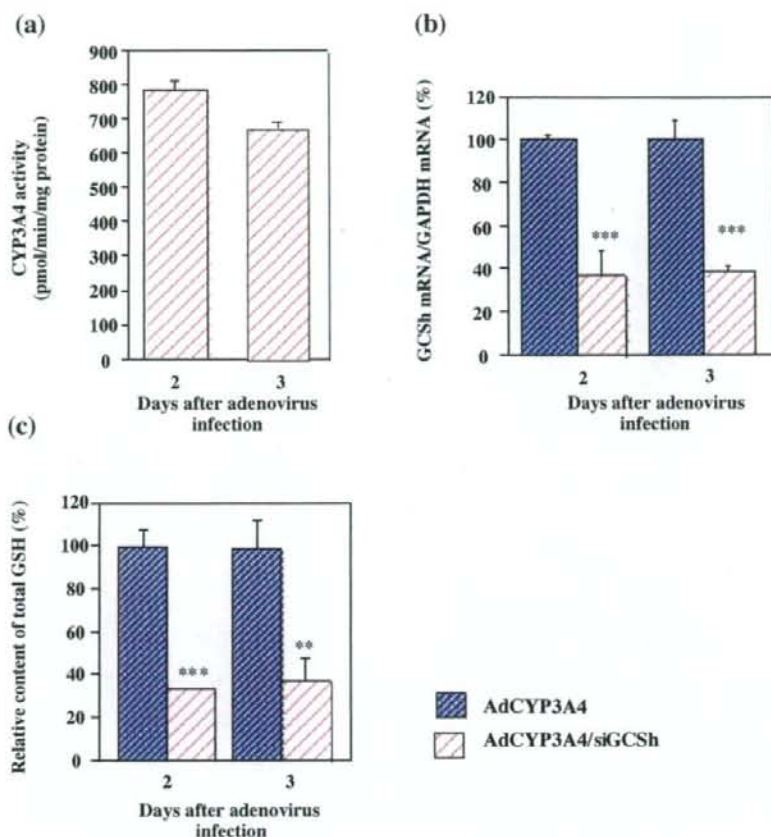 (a)
CYP3A4 activity
(pmol/min/mg protein)
900
800
700
600
500
400
300
200
100
0
2
3
Days after adenovirus
infection
(b)
GCSh mRNA/GAPDH mRNA (%)
120
100
80
60
40
20
0
***
***
2
3
Days after adenovirus
infection
(c)
Relative content of total GSH (%)
120
100
80
60
40
20
0
***
**
2
3
Days after adenovirus
infection
AdCYP3A4
AdCYP3A4/siGCSh